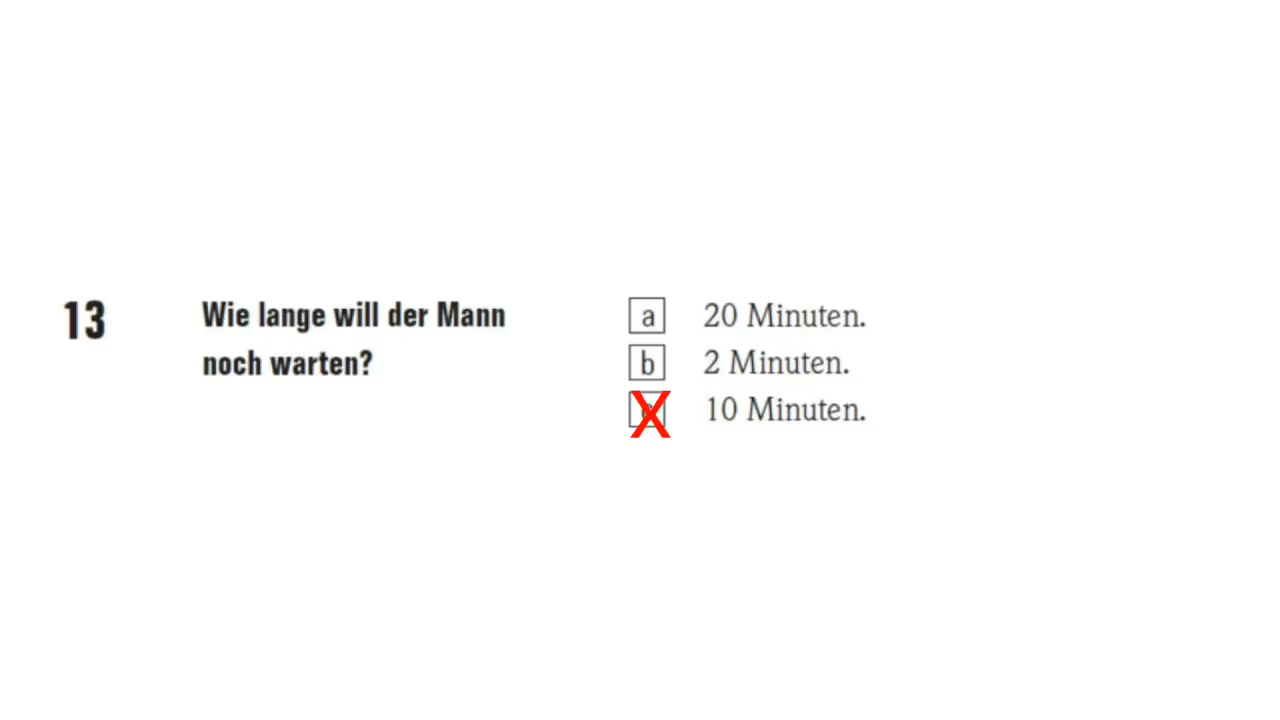 13 Wie lange will der Mann a 20 Minuten.
noch warten? b 2 Minuten.
X 10 Minuten.